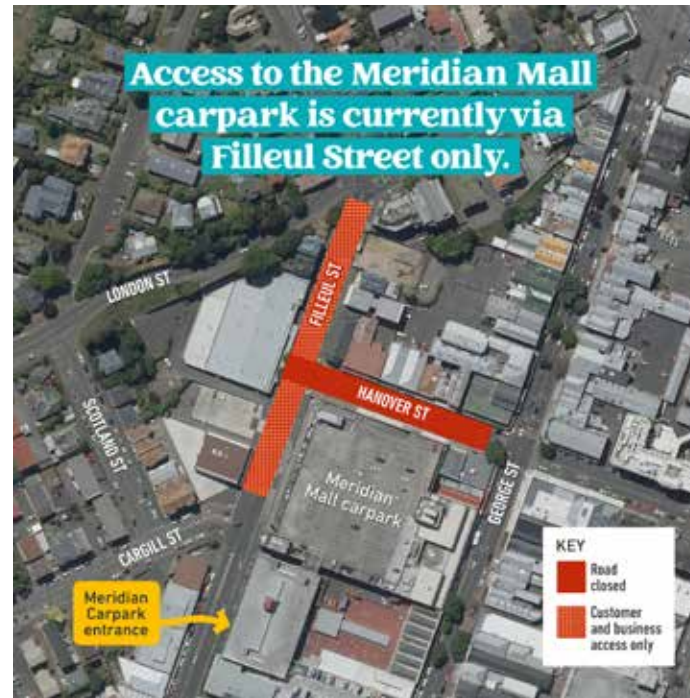 Access to the Meridian Mall
carpark is currently via
Filleul Street only.
LONDON ST
FILLEUL ST
HANOVER ST
SCOTLAND ST
Meridian
Mall carpark
GEORGE ST
CARGILL ST
Meridian
Carpark
entrance
KEY
Road
closed
Customer
and business
access only